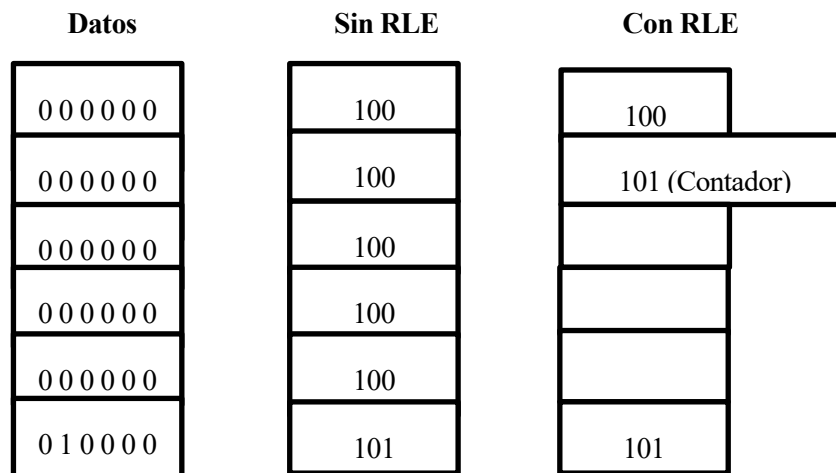 Datos Sin RLE Con RLE
0 0 0 0 0 0 100 100
0 0 0 0 0 0 100 101 (Contador)
0 0 0 0 0 0 100
0 0 0 0 0 0 100
0 0 0 0 0 0 100
0 1 0 0 0 0 101 101